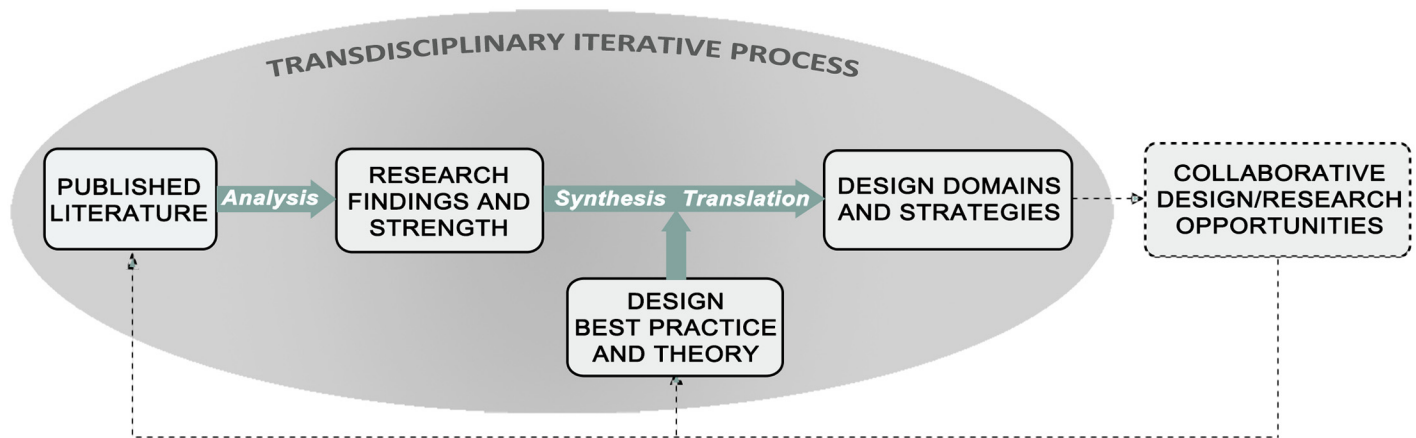 TRANSDISCIPLINARY ITERATIVE PROCESS
PUBLISHED
LITERATURE
Analysis
RESEARCH
FINDINGS AND
STRENGTH
Synthesis Translation
DESIGN DOMAINS
AND STRATEGIES
COLLABORATIVE
DESIGN/RESEARCH
OPPORTUNITIES
DESIGN
BEST PRACTICE
AND THEORY